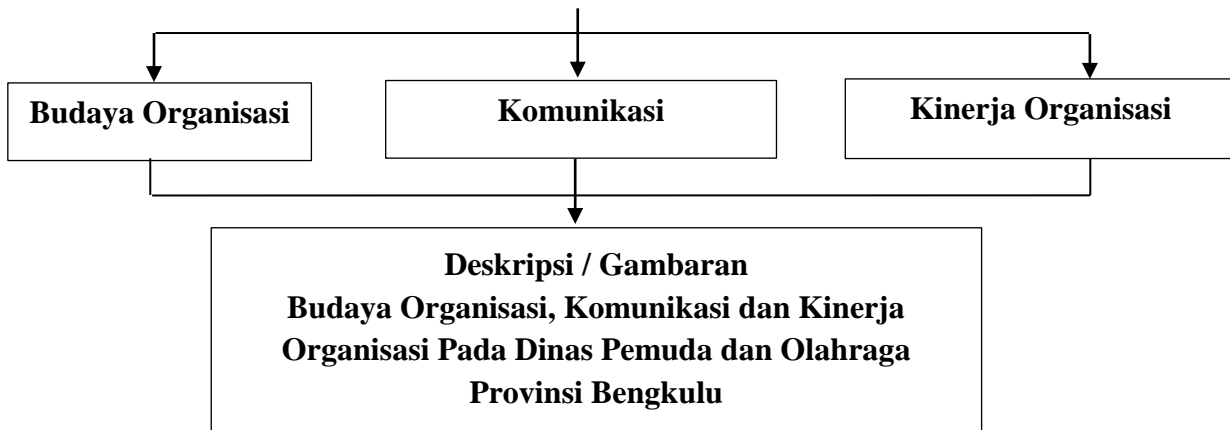 Budaya Organisasi
Komunikasi
Kinerja Organisasi
Deskripsi / Gambaran
Budaya Organisasi, Komunikasi dan Kinerja
Organisasi Pada Dinas Pemuda dan Olahraga
Provinsi Bengkulu